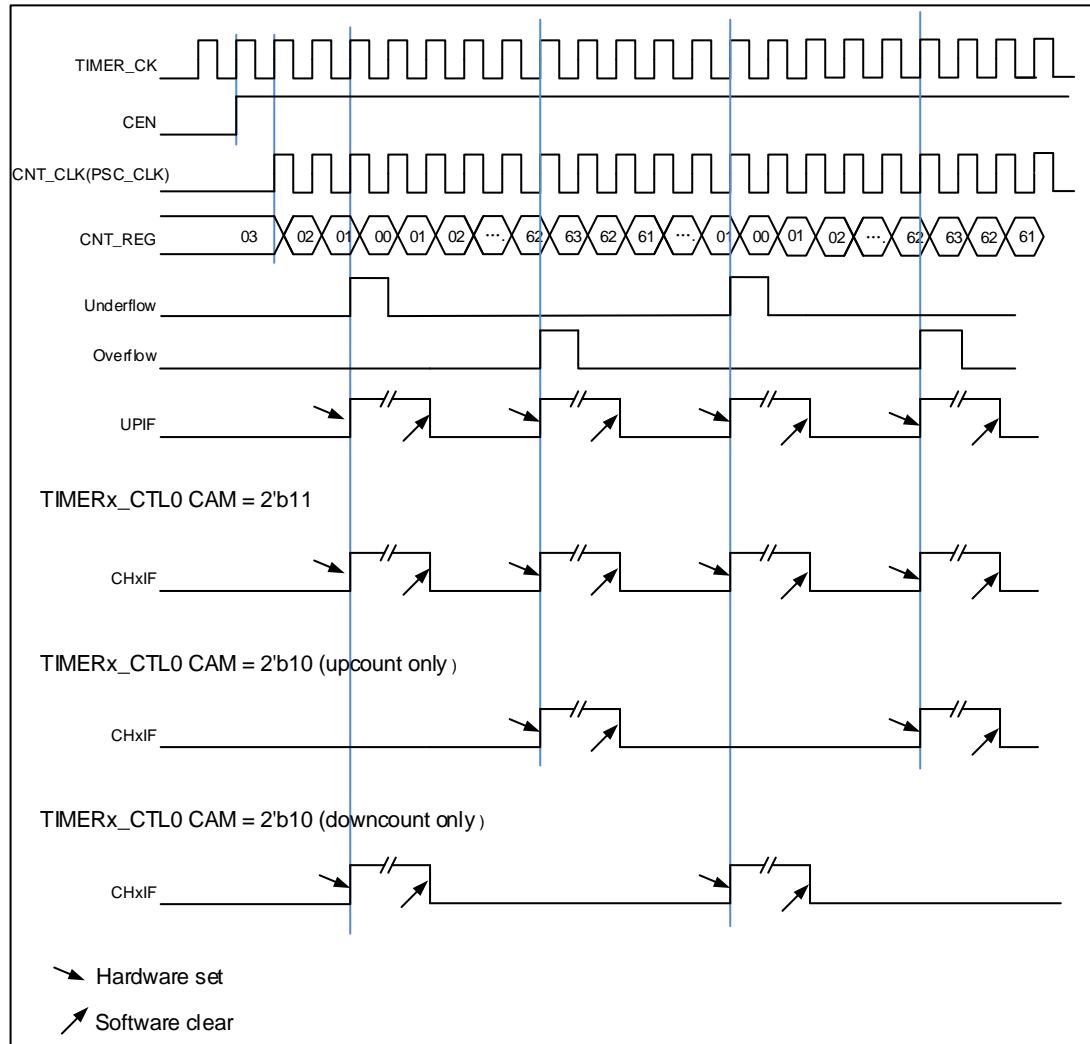 TIMER_CK
CEN
CNT_CLK(PSC_CLK)
CNT_REG 03 02 01 00 01 02 .... 62 63 62 61 .... 01 00 01 02 .... 62 63 62 61
Underflow
Overflow
UPIF
TIMERx_CTL0 CAM = 2'b11
CHxIF
TIMERx_CTL0 CAM = 2'b10 (upcount only)
CHxIF
TIMERx_CTL0 CAM = 2'b10 (downcount only)
CHxIF
Hardware set
Software clear